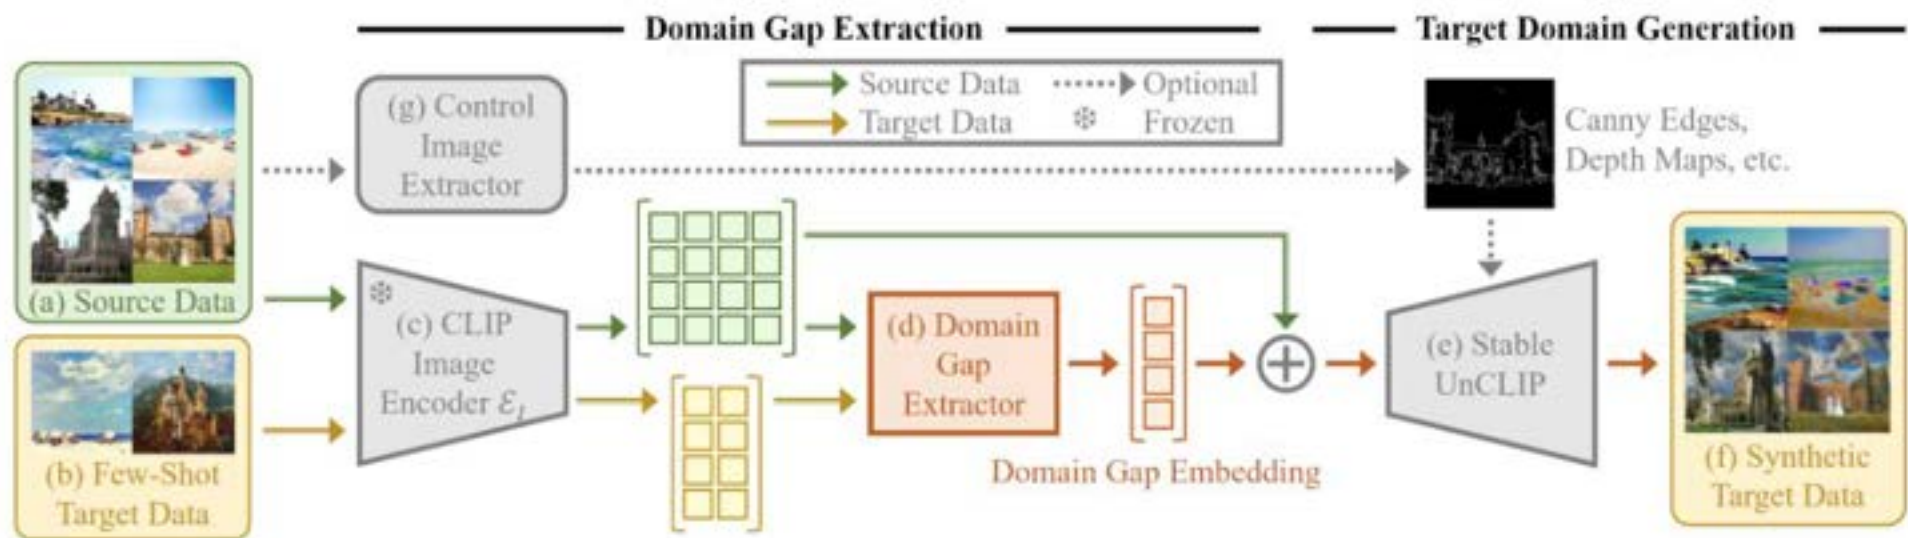 Domain Gap Extraction
Target Domain Generation
Source Data
Optional
Target Data
Frozen
(g) Control
Image
Extractor
Canny Edges,
Depth Maps, etc.
(a) Source Data
(b) Few-Shot
Target Data
(c) CLIP
Image
Encoder ℰ_I
(d) Domain
Gap
Extractor
Domain Gap Embedding
(e) Stable
UnCLIP
(f) Synthetic
Target Data